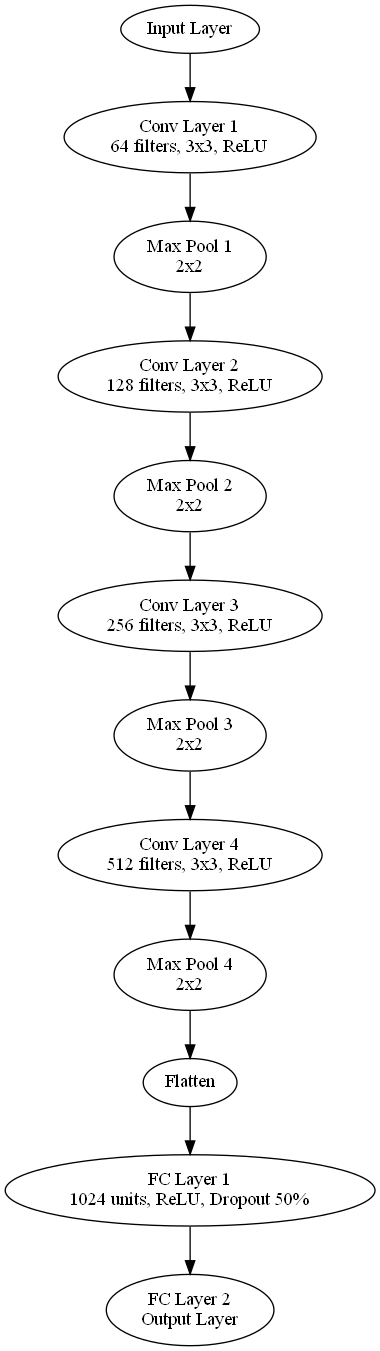 Input Layer
Conv Layer 1
64 filters, 3x3, ReLU
Max Pool 1
2x2
Conv Layer 2
128 filters, 3x3, ReLU
Max Pool 2
2x2
Conv Layer 3
256 filters, 3x3, ReLU
Max Pool 3
2x2
Conv Layer 4
512 filters, 3x3, ReLU
Max Pool 4
2x2
Flatten
FC Layer 1
1024 units, ReLU, Dropout 50%
FC Layer 2
Output Layer